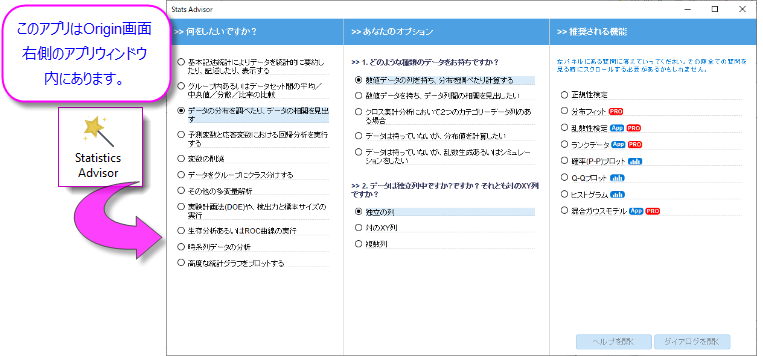 このアプリはOrigin画面
右側のアプリウィンドウ
内にあります。
Statistics
Advisor
Stats Advisor
>> 何をしたいですか?
基本記述統計によりデータを統計的に要約し
たり、記述したり、表示する
グループ内あるいはデータセット間の平均／
中央値／分散／比率の比較
データの分布を調べたり、データの相関を見出
す
予測変数と応答変数における回帰分析を実行
する
変数の削減
データをグループにクラス分けする
その他の多変量解析
実験計画法(DOE)や、検出力と標本サイズの
実行
生存分析あるいはROC曲線の実行
時系列データの分析
高度な統計グラフをプロットする
>> あなたのオプション
>> 1. どのような種類のデータをお持ちですか?
数値データの列を持ち、分布を調べたり計算する
数値データを持ち、データ列間の相関を見出したい
クロス集計分析において2つのカテゴリーデータ列のあ
る場合
データは持っていないが、分布値を計算したい
データは持っていないが、乱数生成あるいはシミュレー
ションをしたい
>> 2. データは独立列中ですか?ですか? それとも対のXY列
ですか?
独立の列
対のXY列
複数列
>> 推奨される機能
左パネルにある質問に答えていってください。その際全ての質問を
見る時にスクロールする必要があるかもしれません。
正規性検定
分布フィット PRO
乱数性検定 App PRO
ランクデータ App PRO
確率(P-P)プロット
Q-Qプロット
ヒストグラム
混合ガウスモデル App PRO
ヘルプを開く
ダイアログを開く